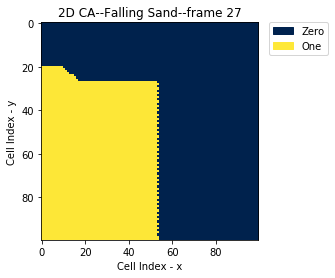 2D CA--Falling Sand--frame 27
Zero
One
Cell Index - y
0
20
40
60
80
0 20 40 60 80
Cell Index - x